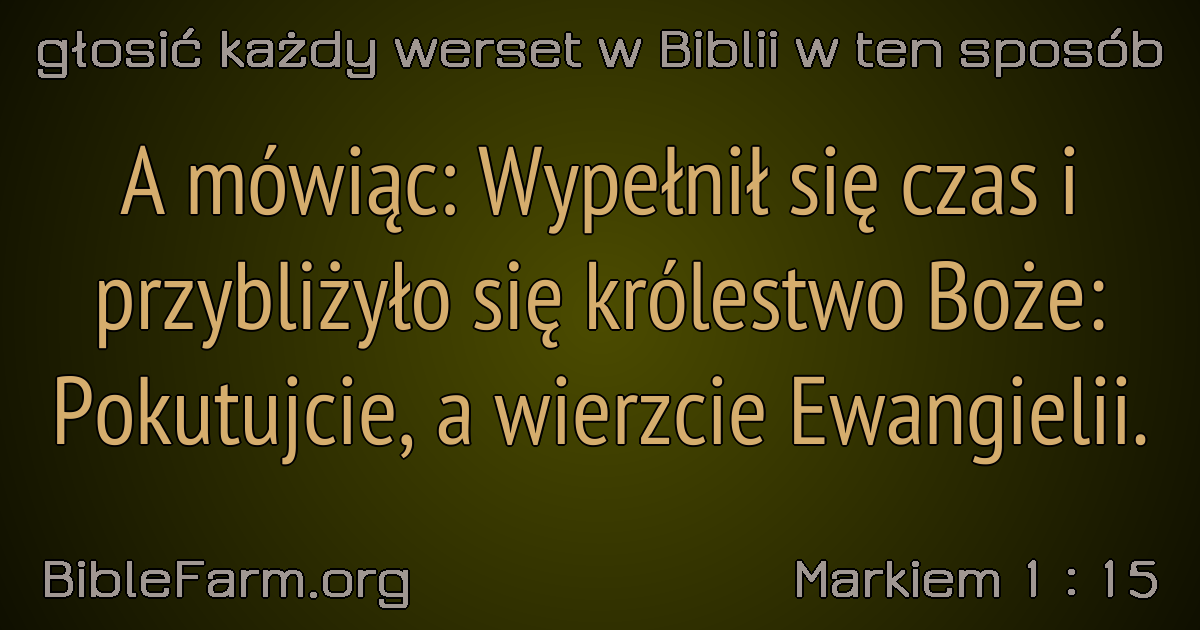 głosić każdy werset w Biblii w ten sposób
A mówiąc: Wypełnił się czas i
przybliżyło się królestwo Boże:
Pokutujcie, a wierzcie Ewangielii.
BibleFarm.org
Markiem 1 : 15